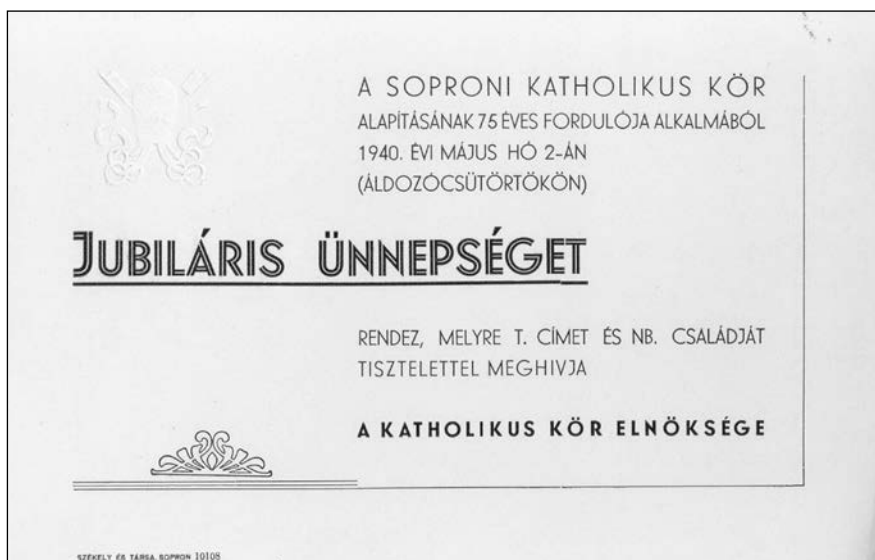 A SOPRONI KATHOLIKUS KÖR
ALAPÍTÁSÁNAK 75 ÉVES FORDULÓJA ALKALMÁBÓL
1940. ÉVI MÁJUS HÓ 2-ÁN
(ÁLDOZÓCSÜTÖRTÖKÖN)
JUBILÁRIS ÜNNEPSÉGET
RENDEZ, MELYRE T. CÍMET ÉS NB. CSALÁDJÁT
TISZTELETTEL MEGHIVJA
A KATHOLIKUS KÖR ELNÖKSÉGE
SZÉKELY ÉS TÁRSA, SOPRON 10108